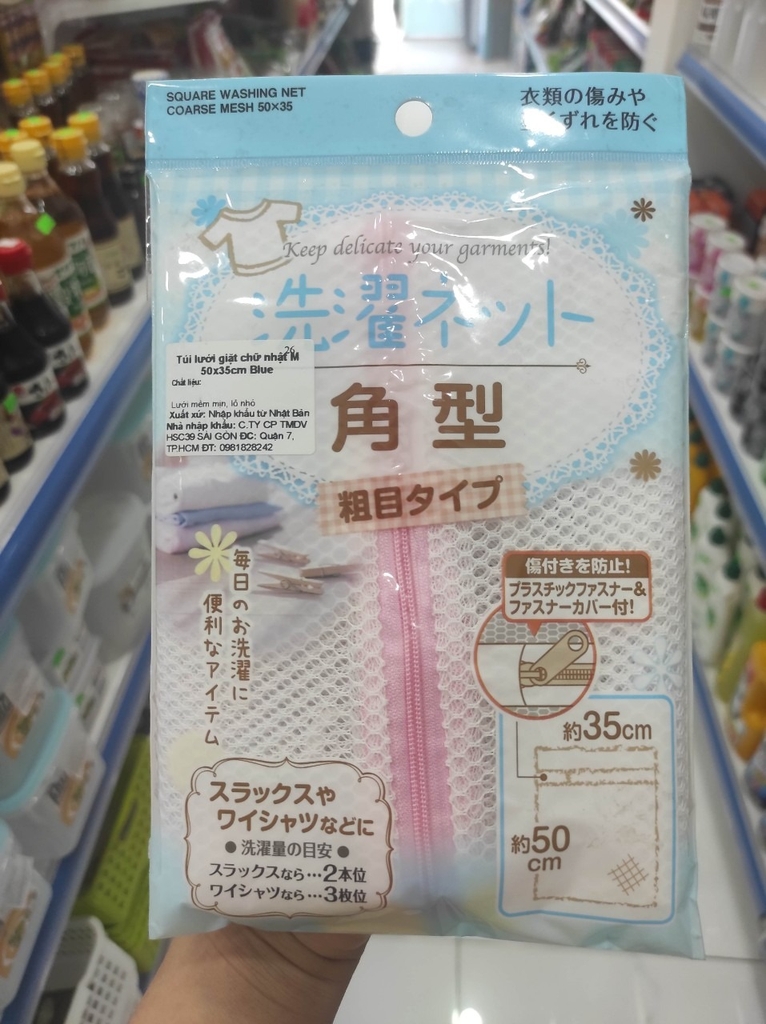 SQUARE WASHING NET
COARSE MESH 50×35
衣類の傷みや
くずれを防ぐ
Keep delicate your garments!
洗濯ネット
角型
粗目タイプ
26
Túi lưới giặt chữ nhật M
50x35cm Blue
Chất liệu:
Lưới mềm mịn, lỗ nhỏ
Xuất xứ: Nhập khẩu từ Nhật Bản
Nhà nhập khẩu: C.TY CP TMDV
HSC39 SÀI GÒN ĐC: Quận 7,
TP.HCM ĐT: 0981828242
毎日のお洗濯に
便利なアイテム
傷付きを防止!
プラスチックファスナー&
ファスナーカバー付!
約35cm
約50
cm
スラックスや
ワイシャツなどに
●洗濯量の目安●
スラックスなら…2本位
ワイシャツなら…3枚位